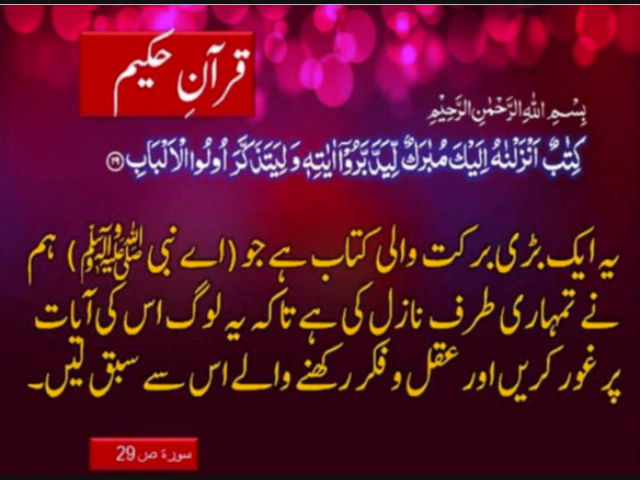 قرآنِ حکیم
بِسْمِ اللهِ الرَّحْمٰنِ الرَّحِيْمِ
كِتٰبٌ اَنْزَلْنٰهُ اِلَيْكَ مُبٰرَكٌ لِّيَدَّبَّرُوْۤا اٰيٰتِهٖ وَ لِيَتَذَكَّرَ اُولُوا الْاَلْبَابِ ۝۲۹
یہ ایک بڑی برکت والی کتاب ہے جو (اے نبی ﷺ) ہم
نے تمہاری طرف نازل کی ہے تاکہ یہ لوگ اس کی آیات
پر غور کریں اور عقل و فکر رکھنے والے اس سے سبق لیں۔
سورۃ ص 29